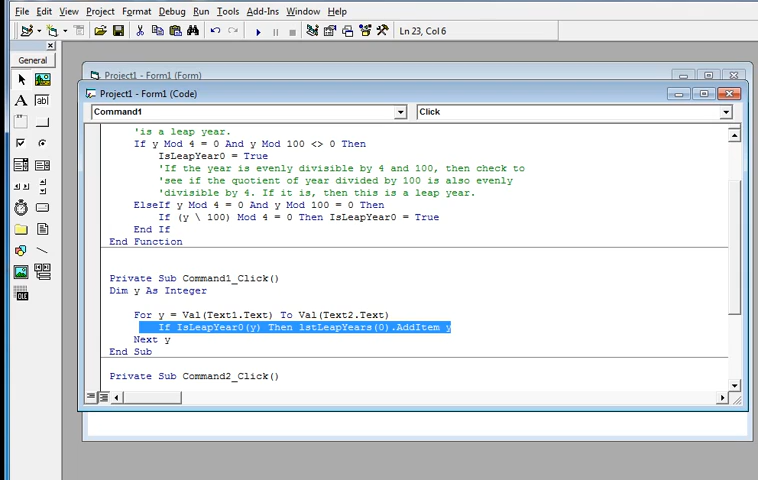 File Edit View Project Format Debug Run Tools Add-Ins Window Help
Ln 23, Col 6
General
Project1 - Form1 (Form)
Project1 - Form1 (Code)
Command1 Click
'is a leap year.
If y Mod 4 = 0 And y Mod 100 <> 0 Then
IsLeapYear0 = True
'If the year is evenly divisible by 4 and 100, then check to
'see if the quotient of year divided by 100 is also evenly
'divisible by 4. If it is, then this is a leap year.
ElseIf y Mod 4 = 0 And y Mod 100 = 0 Then
If (y \ 100) Mod 4 = 0 Then IsLeapYear0 = True
End If
End Function
Private Sub Command1_Click()
Dim y As Integer
For y = Val(Text1.Text) To Val(Text2.Text)
If IsLeapYear0(y) Then lstLeapYears(0).AddItem y
Next y
End Sub
Private Sub Command2_Click()